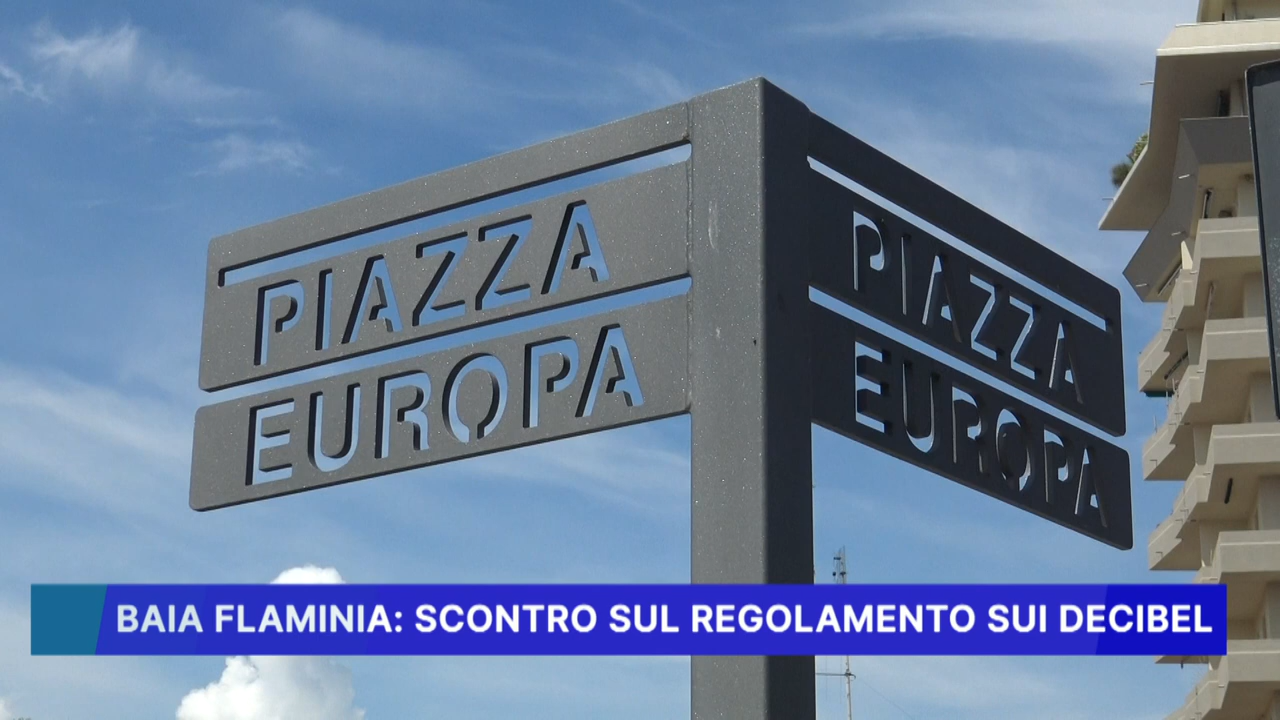 PIAZZA
EUROPA
PIAZZA
EUROPA
BAIA FLAMINIA: SCONTRO SUL REGOLAMENTO SUI DECIBEL